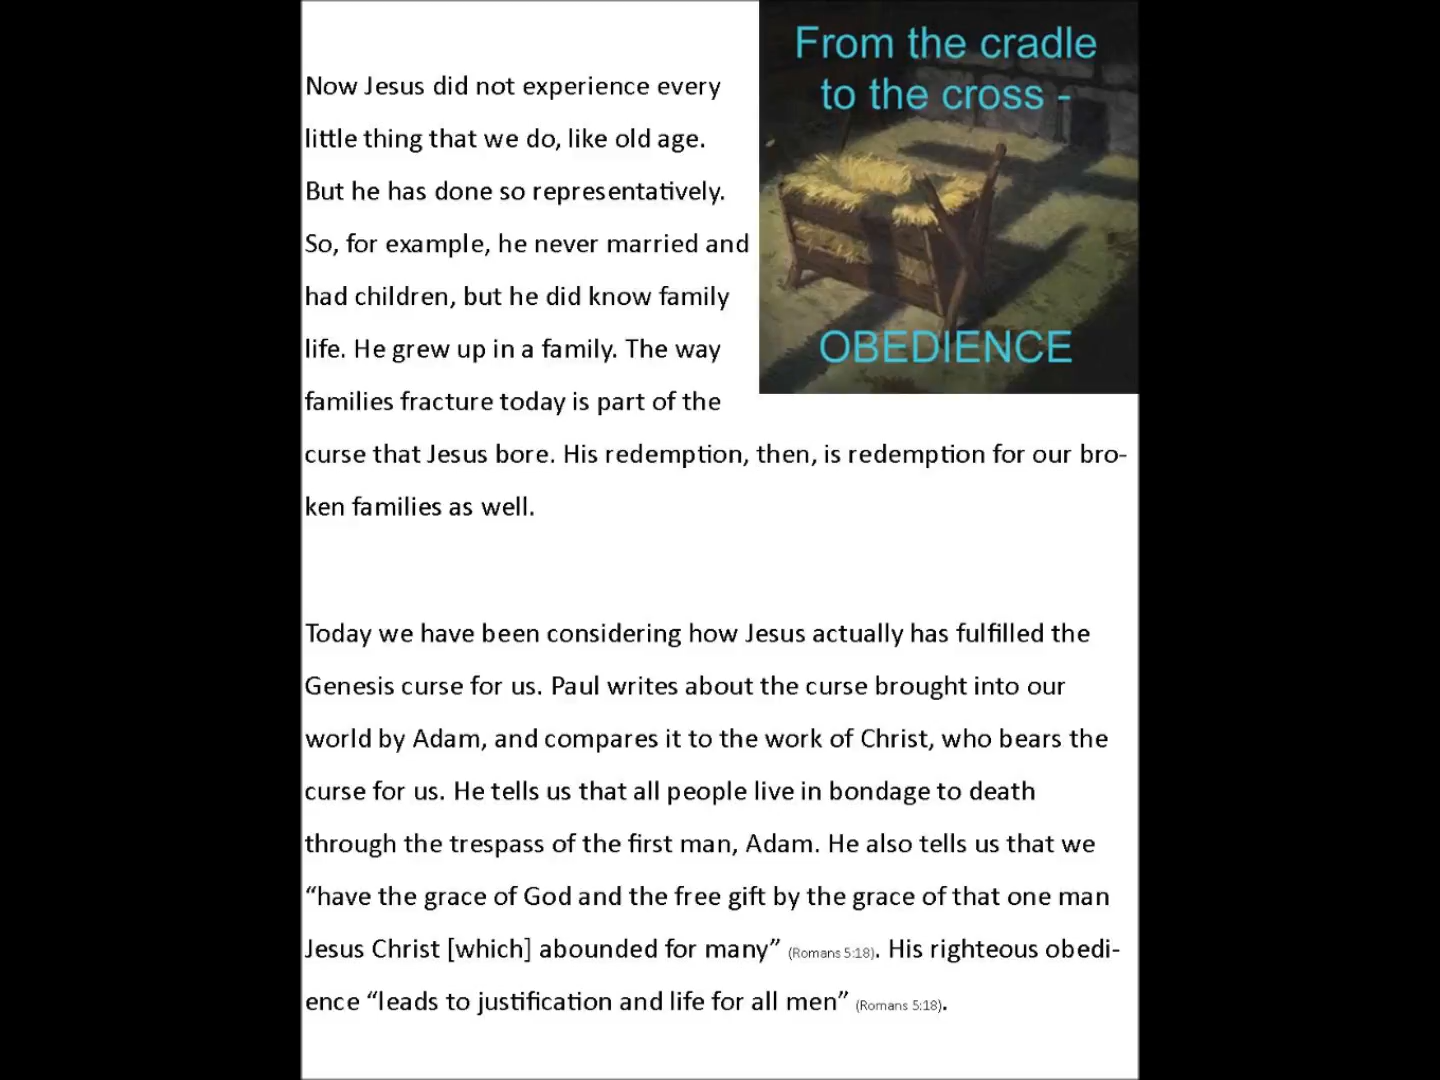 From the cradle
to the cross -
OBEDIENCE
Now Jesus did not experience every
little thing that we do, like old age.
But he has done so representatively.
So, for example, he never married and
had children, but he did know family
life. He grew up in a family. The way
families fracture today is part of the
curse that Jesus bore. His redemption, then, is redemption for our bro-
ken families as well.
Today we have been considering how Jesus actually has fulfilled the
Genesis curse for us. Paul writes about the curse brought into our
world by Adam, and compares it to the work of Christ, who bears the
curse for us. He tells us that all people live in bondage to death
through the trespass of the first man, Adam. He also tells us that we
“have the grace of God and the free gift by the grace of that one man
Jesus Christ [which] abounded for many” (Romans 5:18). His righteous obedi-
ence “leads to justification and life for all men” (Romans 5:18).